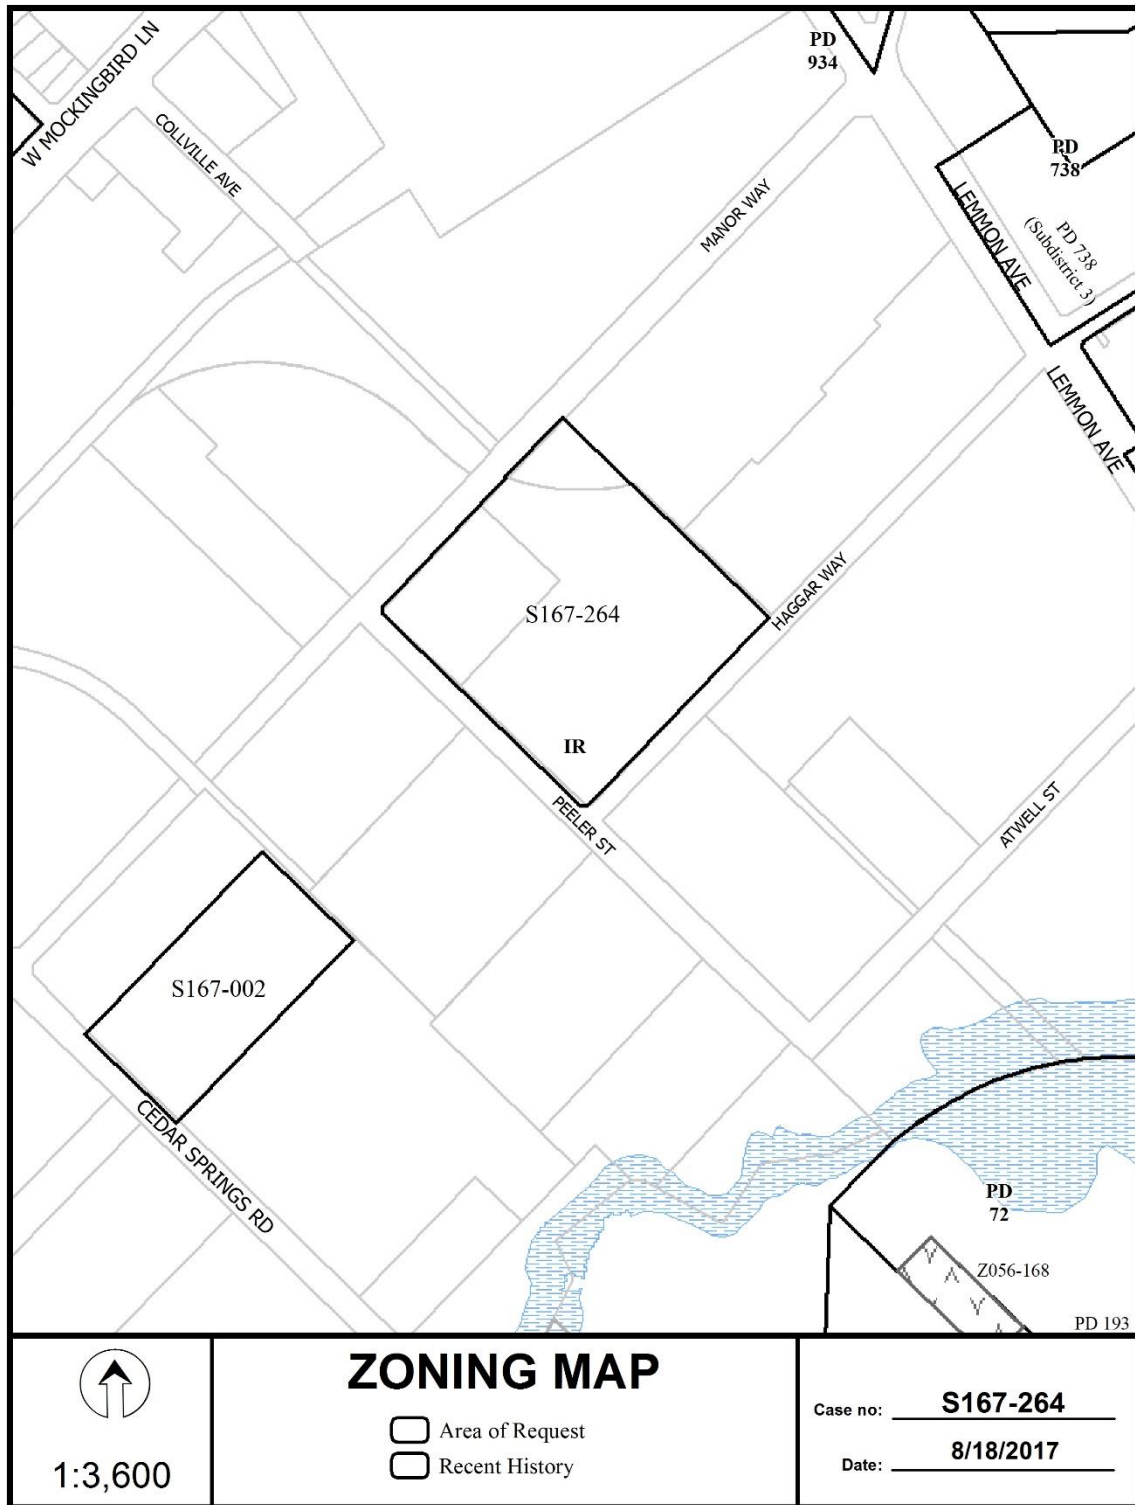 PD
934
W MOCKINGBIRD LN
COLLVILLE AVE
PD
738
MANOR WAY
LEMMON AVE
PD 738
(Subdistrict 3)
LEMMON AVE
HAGGAR WAY
S167-264
IR
PEELER ST
ATWELL ST
S167-002
CEDAR SPRINGS RD
PD
72
Z056-168
PD 193
1:3,600
ZONING MAP
Area of Request
Recent History
Case no: S167-264
Date: 8/18/2017